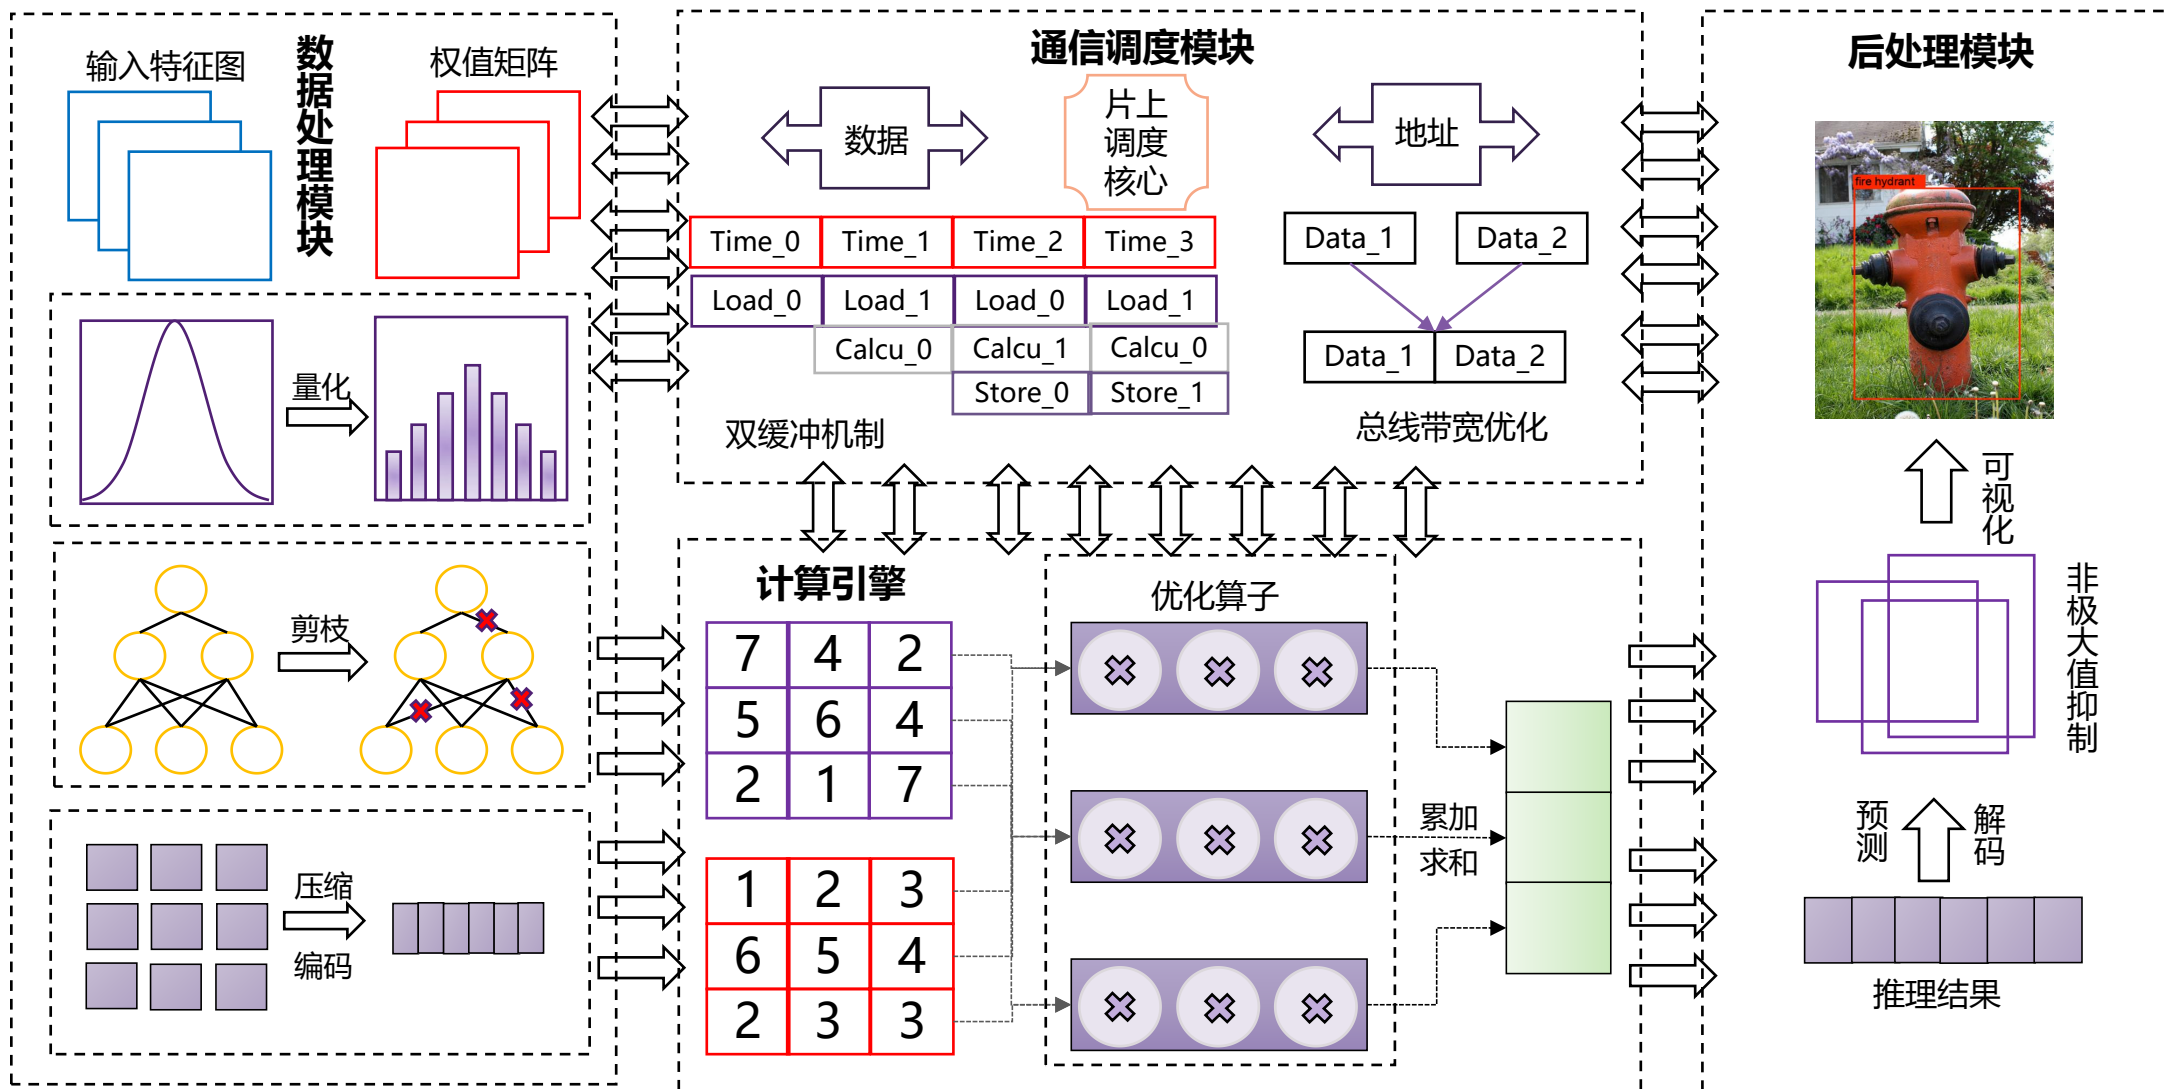 数据处理模块
输入特征图
权值矩阵
量化
剪枝
压缩
编码
通信调度模块
数据
片上
调度
核心
地址
Time_0 Time_1 Time_2 Time_3
Load_0 Load_1 Load_0 Load_1
Calcu_0 Calcu_1 Calcu_0
Store_0 Store_1
双缓冲机制
Data_1 Data_2
Data_1 Data_2
总线带宽优化
计算引擎
7 4 2
5 6 4
2 1 7
1 2 3
6 5 4
2 3 3
优化算子
累加
求和
后处理模块
fire hydrant
可视化
非极大值抑制
预测
解码
推理结果